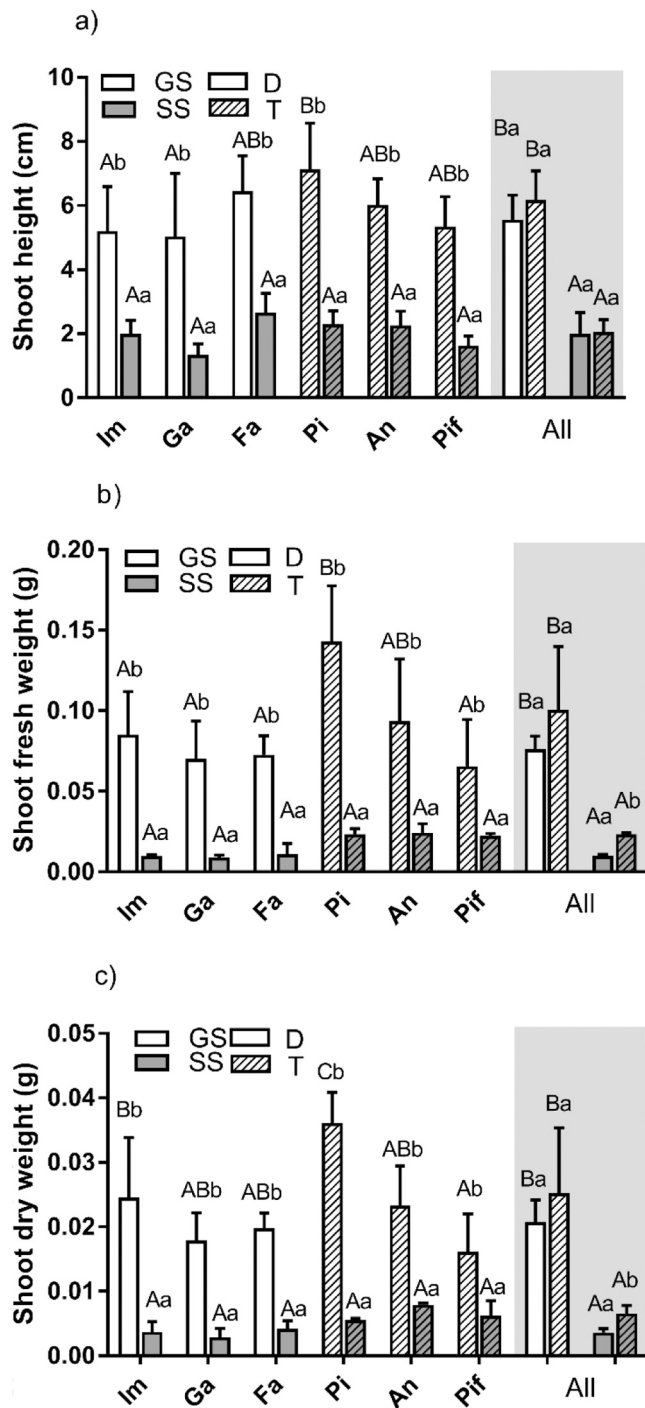 a)
Shoot height (cm)
10
8
6
4
2
0
GS D
SS T
Ab Aa Ab Aa ABb Aa Bb Aa ABb Aa ABb Aa Ba Ba Aa Aa
Im Ga Fa Pi An Pif All
b)
Shoot fresh weight (g)
0.20
0.15
0.10
0.05
0.00
GS D
SS T
Ab Aa Ab Aa Ab Aa Bb Aa ABb Aa Ab Aa Ba Ba Aa Ab
Im Ga Fa Pi An Pif All
c)
Shoot dry weight (g)
0.05
0.04
0.03
0.02
0.01
0.00
GS D
SS T
Bb Aa ABb Aa ABb Aa Cb Aa ABb Aa Ab Aa Ba Ba Aa Ab
Im Ga Fa Pi An Pif All